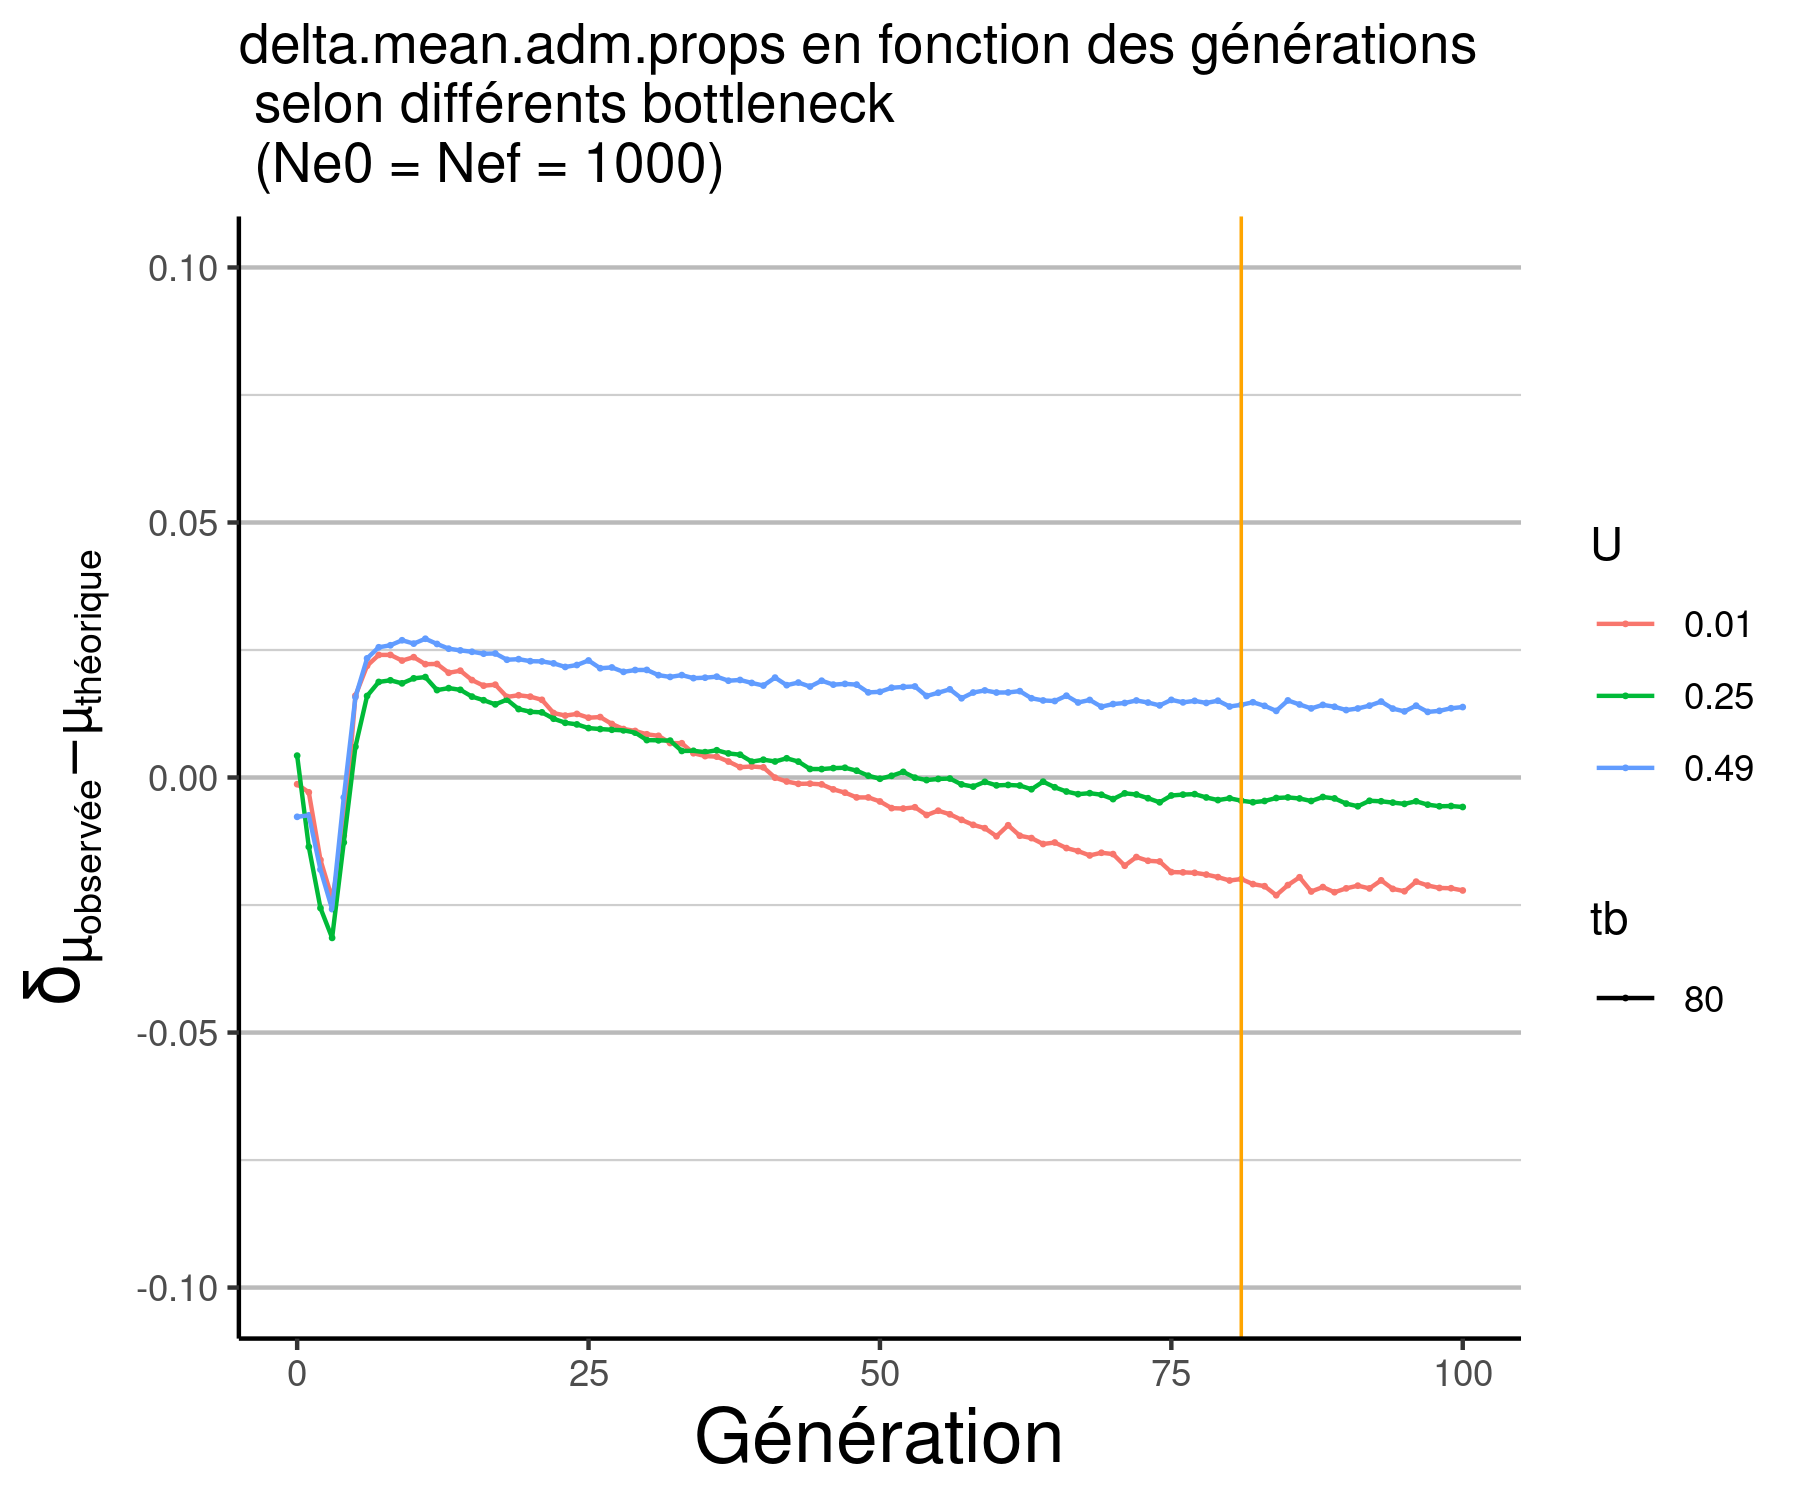 delta.mean.adm.props en fonction des générations
selon différents bottleneck
(Ne0 = Nef = 1000)
δμobservée − μthéorique
0.10
0.05
0.00
-0.05
-0.10
0
25
50
75
100
Génération
U
0.01
0.25
0.49
tb
80